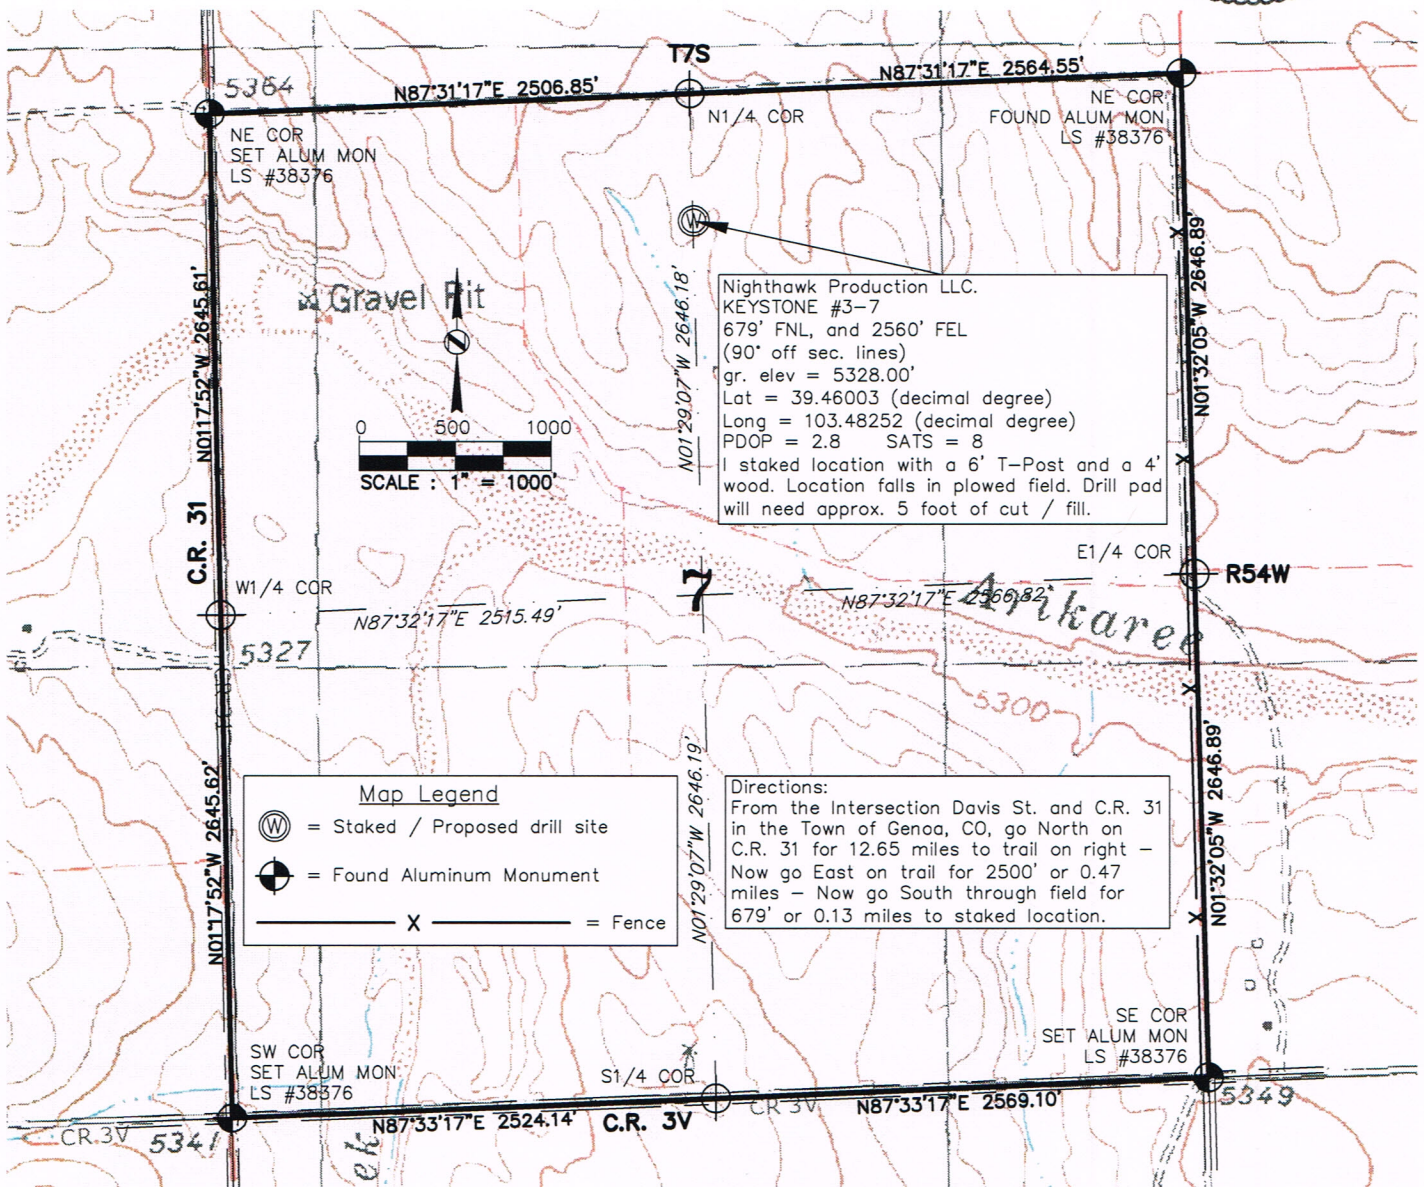 T7S
N87°31'17"E 2506.85'
N87°31'17"E 2564.55'
5364
N1/4 COR
NE COR
SET ALUM MON
LS #38376
NE COR
FOUND ALUM MON
LS #38376
N01°17'52"W 2645.61'
N01°29'07"W 2646.18'
N01°32'05"W 2646.89'
X
X
W
Gravel Pit
N
0 500 1000
SCALE : 1" = 1000'
Nighthawk Production LLC.
KEYSTONE #3-7
679' FNL, and 2560' FEL
(90° off sec. lines)
gr. elev = 5328.00'
Lat = 39.46003 (decimal degree)
Long = 103.48252 (decimal degree)
PDOP = 2.8 SATS = 8
I staked location with a 6' T-Post and a 4'
wood. Location falls in plowed field. Drill pad
will need approx. 5 foot of cut / fill.
C.R. 31
W1/4 COR
E1/4 COR
R54W
7
N87°32'17"E 2515.49'
N87°32'17"E 2566.82'
Arikaree
5327
5300
X
X
N01°17'52"W 2645.62'
N01°29'07"W 2646.19'
N01°32'05"W 2646.89'
Map Legend
W = Staked / Proposed drill site
= Found Aluminum Monument
X = Fence
Directions:
From the Intersection Davis St. and C.R. 31
in the Town of Genoa, CO, go North on
C.R. 31 for 12.65 miles to trail on right –
Now go East on trail for 2500' or 0.47
miles – Now go South through field for
679' or 0.13 miles to staked location.
SW COR
SET ALUM MON
LS #38376
S1/4 COR
SE COR
SET ALUM MON
LS #38376
CR.3V
5341
N87°33'17"E 2524.14'
C.R. 3V
CR 3V
N87°33'17"E 2569.10'
5349
ek